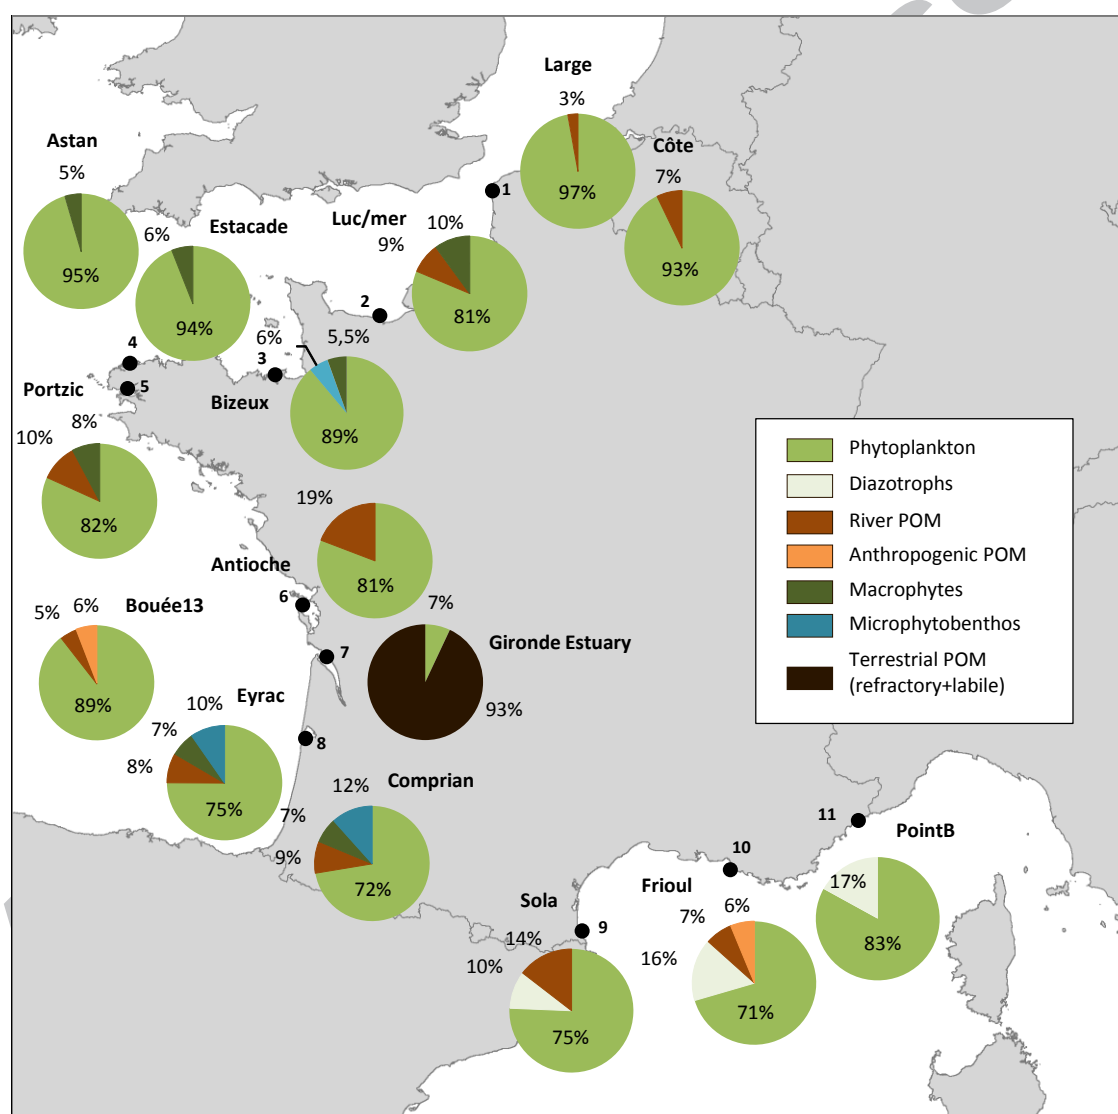 Large
3%
97%
Côte
7%
93%
Astan
5%
95%
Estacade
6%
94%
Luc/mer
9%
10%
81%
1
2
6%
5,5%
3
Bizeux
89%
4
5
Portzic
10%
8%
82%
19%
Antioche
81%
6
Bouée13
5%
6%
89%
7%
Gironde Estuary
93%
7
Eyrac
10%
7%
8%
75%
8
Comprian
12%
7%
9%
72%
Phytoplankton
Diazotrophs
River POM
Anthropogenic POM
Macrophytes
Microphytobenthos
Terrestrial POM
(refractory+labile)
Sola
14%
10%
75%
9
Frioul
7%
6%
16%
71%
10
11
PointB
17%
83%